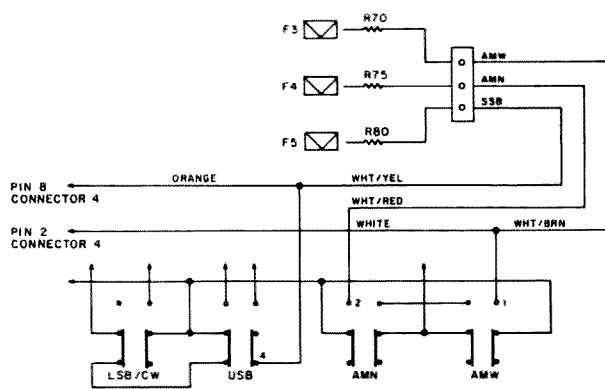 F3 R70
AMW
F4 R75
AMN
SSB
F5 R80
ORANGE WHT/YEL
PIN 8
CONNECTOR 4
WHT/RED
PIN 2
CONNECTOR 4
WHITE WHT/BRN
2 1
4
LSB/CW USB AMN AMW